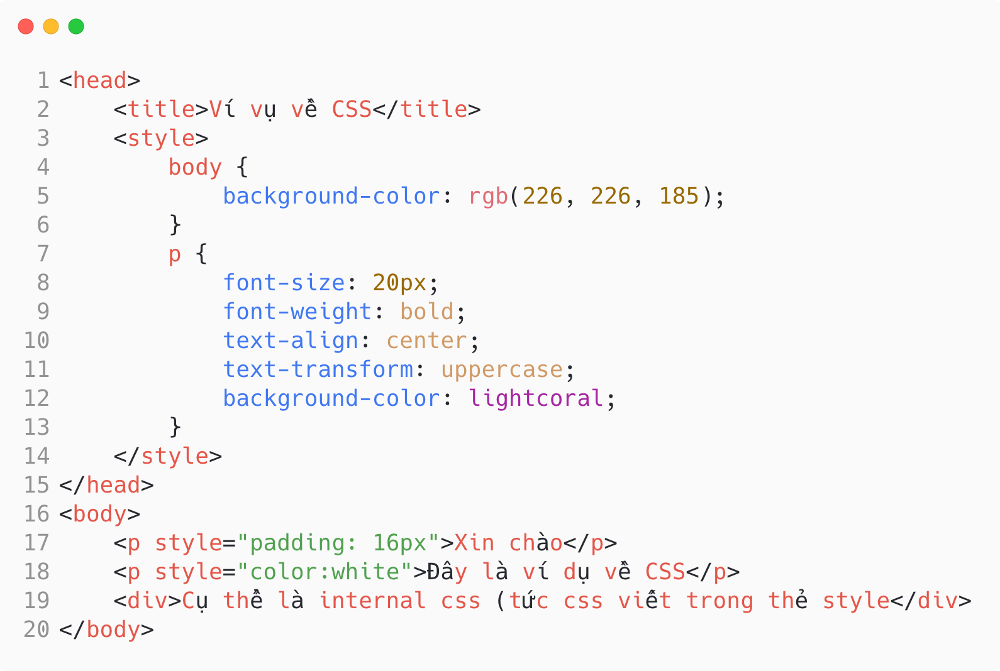 1 <head>
2     <title>Ví vụ về CSS</title>
3     <style>
4         body {
5             background-color: rgb(226, 226, 185);
6         }
7         p {
8             font-size: 20px;
9             font-weight: bold;
10             text-align: center;
11             text-transform: uppercase;
12             background-color: lightcoral;
13         }
14     </style>
15 </head>
16 <body>
17     <p style="padding: 16px">Xin chào</p>
18     <p style="color:white">Đây là ví dụ về CSS</p>
19     <div>Cụ thể là internal css (tức css viết trong thẻ style</div>
20 </body>